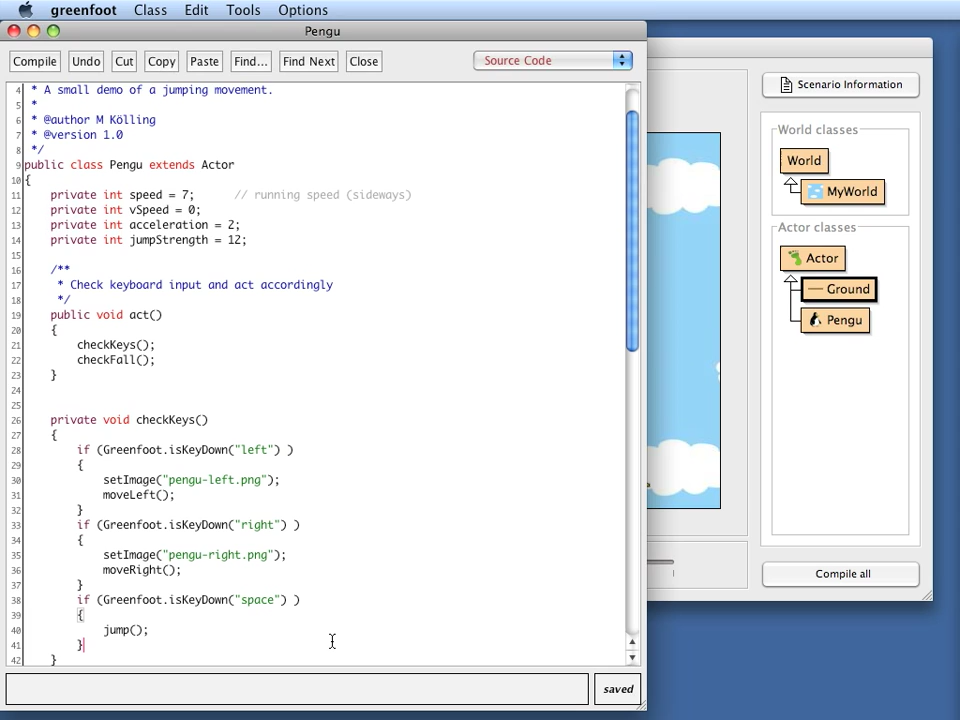 greenfoot Class Edit Tools Options
Pengu
Compile Undo Cut Copy Paste Find... Find Next Close Source Code
4 * A small demo of a jumping movement.
5 *
6 * @author M Kölling
7 * @version 1.0
8 */
9 public class Pengu extends Actor
10 {
11 private int speed = 7; // running speed (sideways)
12 private int vSpeed = 0;
13 private int acceleration = 2;
14 private int jumpStrength = 12;
15
16 /**
17 * Check keyboard input and act accordingly
18 */
19 public void act()
20 {
21 checkKeys();
22 checkFall();
23 }
24
25
26 private void checkKeys()
27 {
28 if (Greenfoot.isKeyDown("left") )
29 {
30 setImage("pengu-left.png");
31 moveLeft();
32 }
33 if (Greenfoot.isKeyDown("right") )
34 {
35 setImage("pengu-right.png");
36 moveRight();
37 }
38 if (Greenfoot.isKeyDown("space") )
39 {
40 jump();
41 }
42 }
saved
Scenario Information
World classes
World
MyWorld
Actor classes
Actor
Ground
Pengu
Compile all